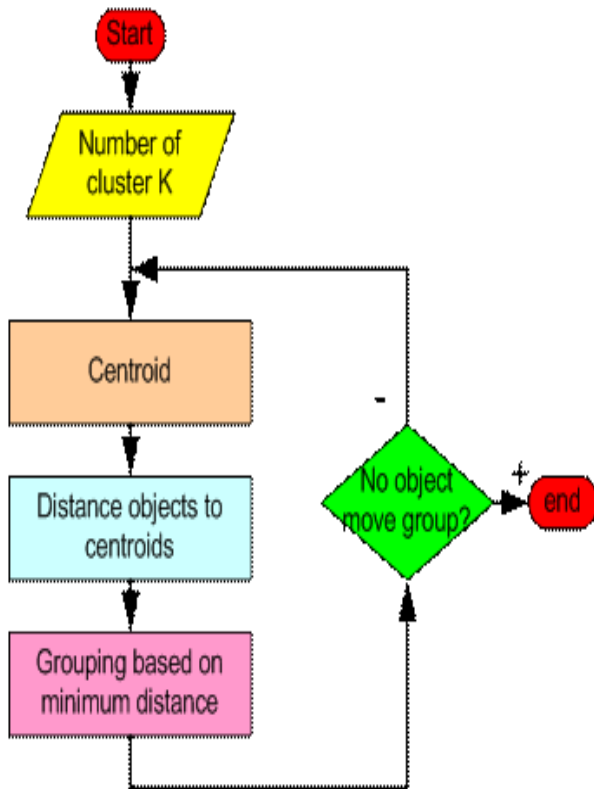 Start
Number of
cluster K
Centroid
Distance objects to
centroids
Grouping based on
minimum distance
-
No object
move group?
+
end